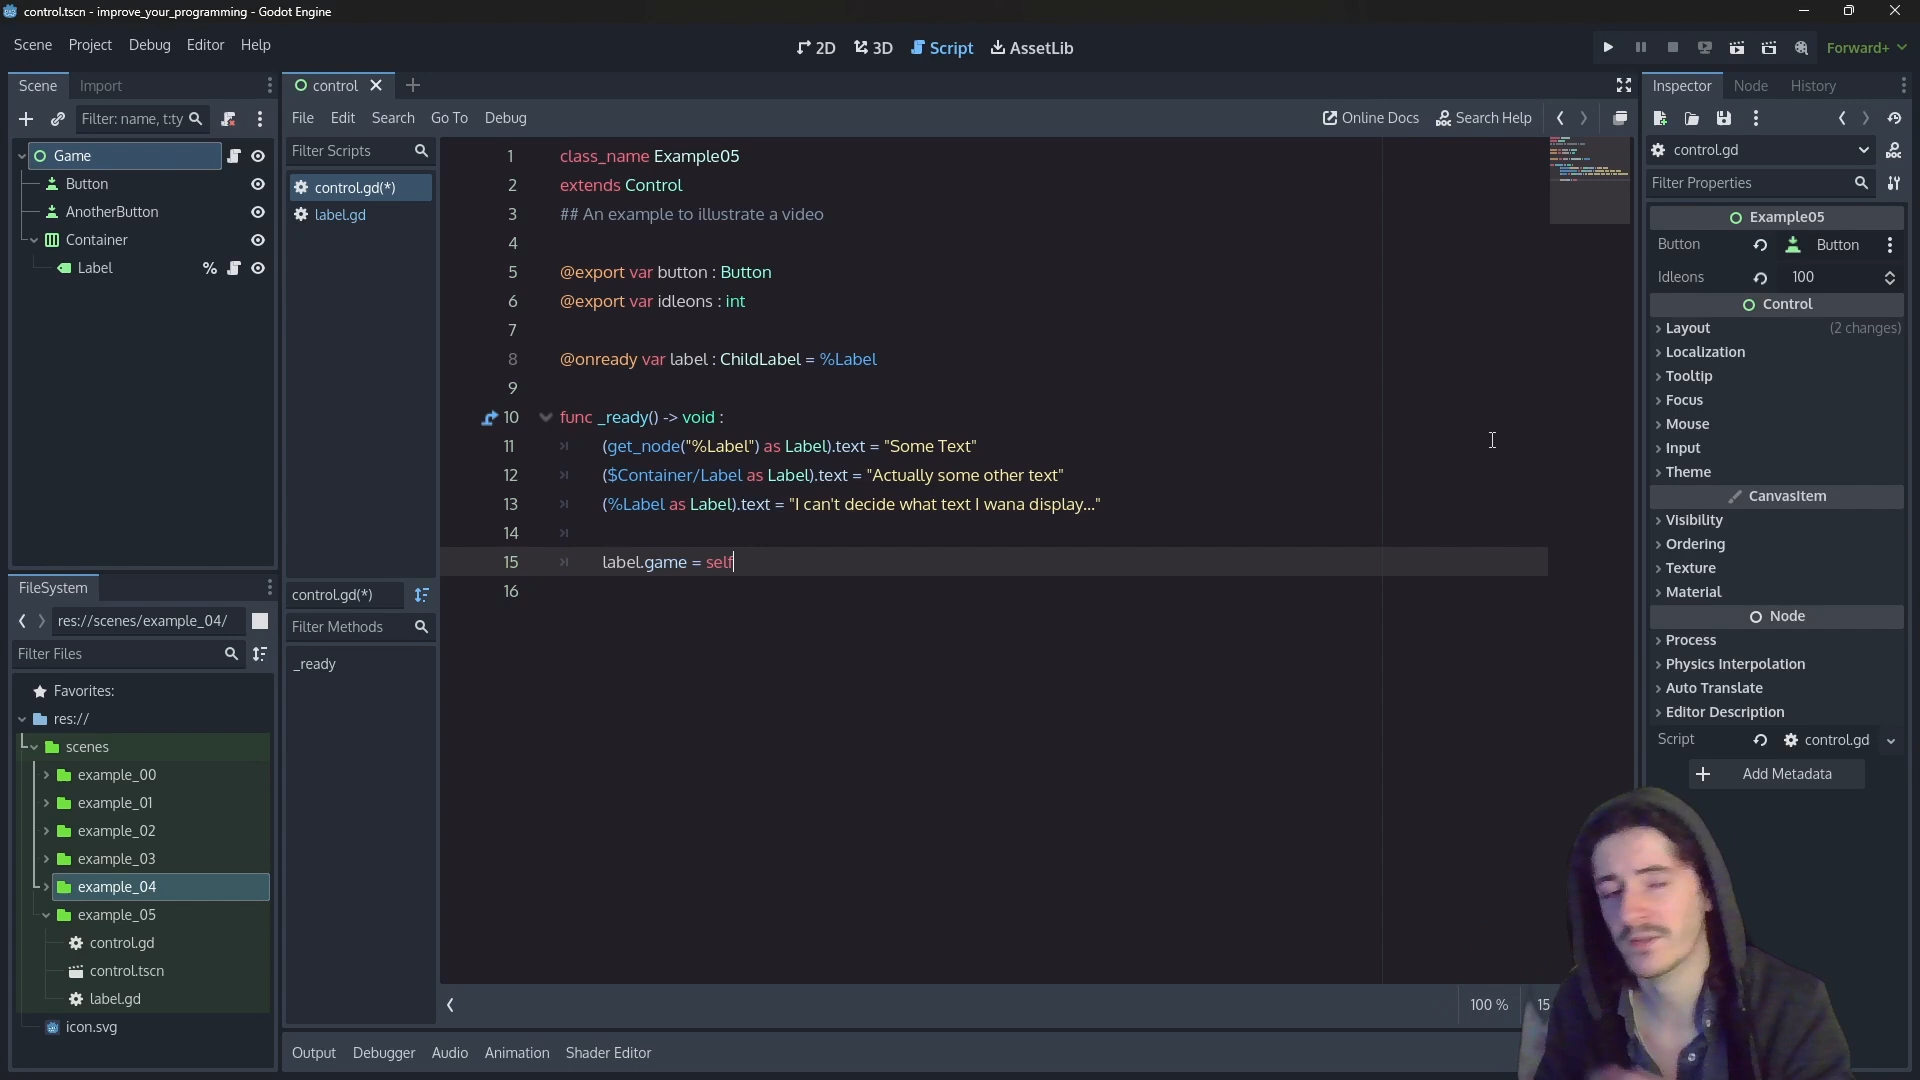 control.tscn - improve_your_programming - Godot Engine
Scene Project Debug Editor Help
2D 3D Script AssetLib
Forward+
Scene Import
control
Inspector Node History
Filter: name, t:ty
File Edit Search Go To Debug
Online Docs Search Help
Game
Button
AnotherButton
Container
Label %
Filter Scripts
control.gd(*)
label.gd
control.gd(*)
Filter Methods
_ready
1 class_name Example05
2 extends Control
3 ## An example to illustrate a video
4
5 @export var button : Button
6 @export var idleons : int
7
8 @onready var label : ChildLabel = %Label
9
10 func _ready() -> void :
11 (get_node("%Label") as Label).text = "Some Text"
12 ($Container/Label as Label).text = "Actually some other text"
13 (%Label as Label).text = "I can't decide what text I wana display..."
14
15 label.game = self
16
100 % 15
control.gd
Filter Properties
Example05
Button Button
Idleons 100
Control
Layout (2 changes)
Localization
Tooltip
Focus
Mouse
Input
Theme
CanvasItem
Visibility
Ordering
Texture
Material
Node
Process
Physics Interpolation
Auto Translate
Editor Description
Script control.gd
Add Metadata
FileSystem
res://scenes/example_04/
Filter Files
Favorites:
res://
scenes
example_00
example_01
example_02
example_03
example_04
example_05
control.gd
control.tscn
label.gd
icon.svg
Output Debugger Audio Animation Shader Editor